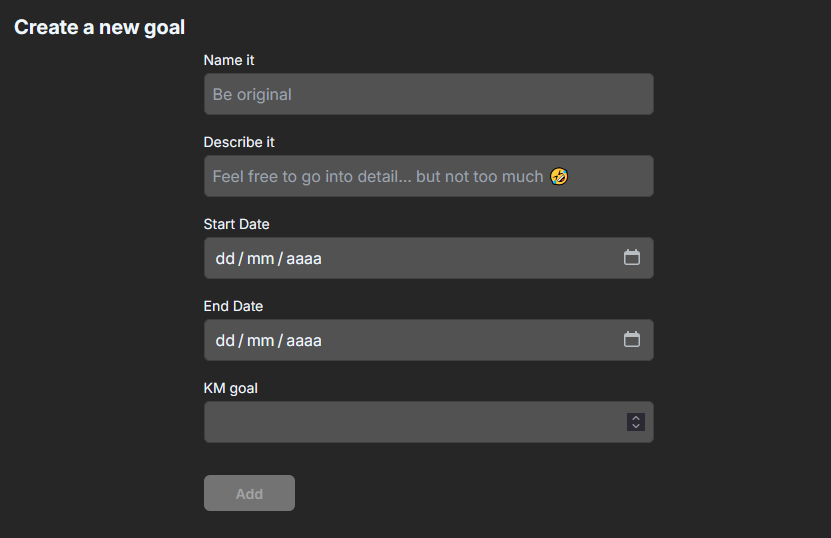 Create a new goal
Name it
Be original
Describe it
Feel free to go into detail... but not too much 🤣
Start Date
dd/mm/aaaa
End Date
dd/mm/aaaa
KM goal
Add